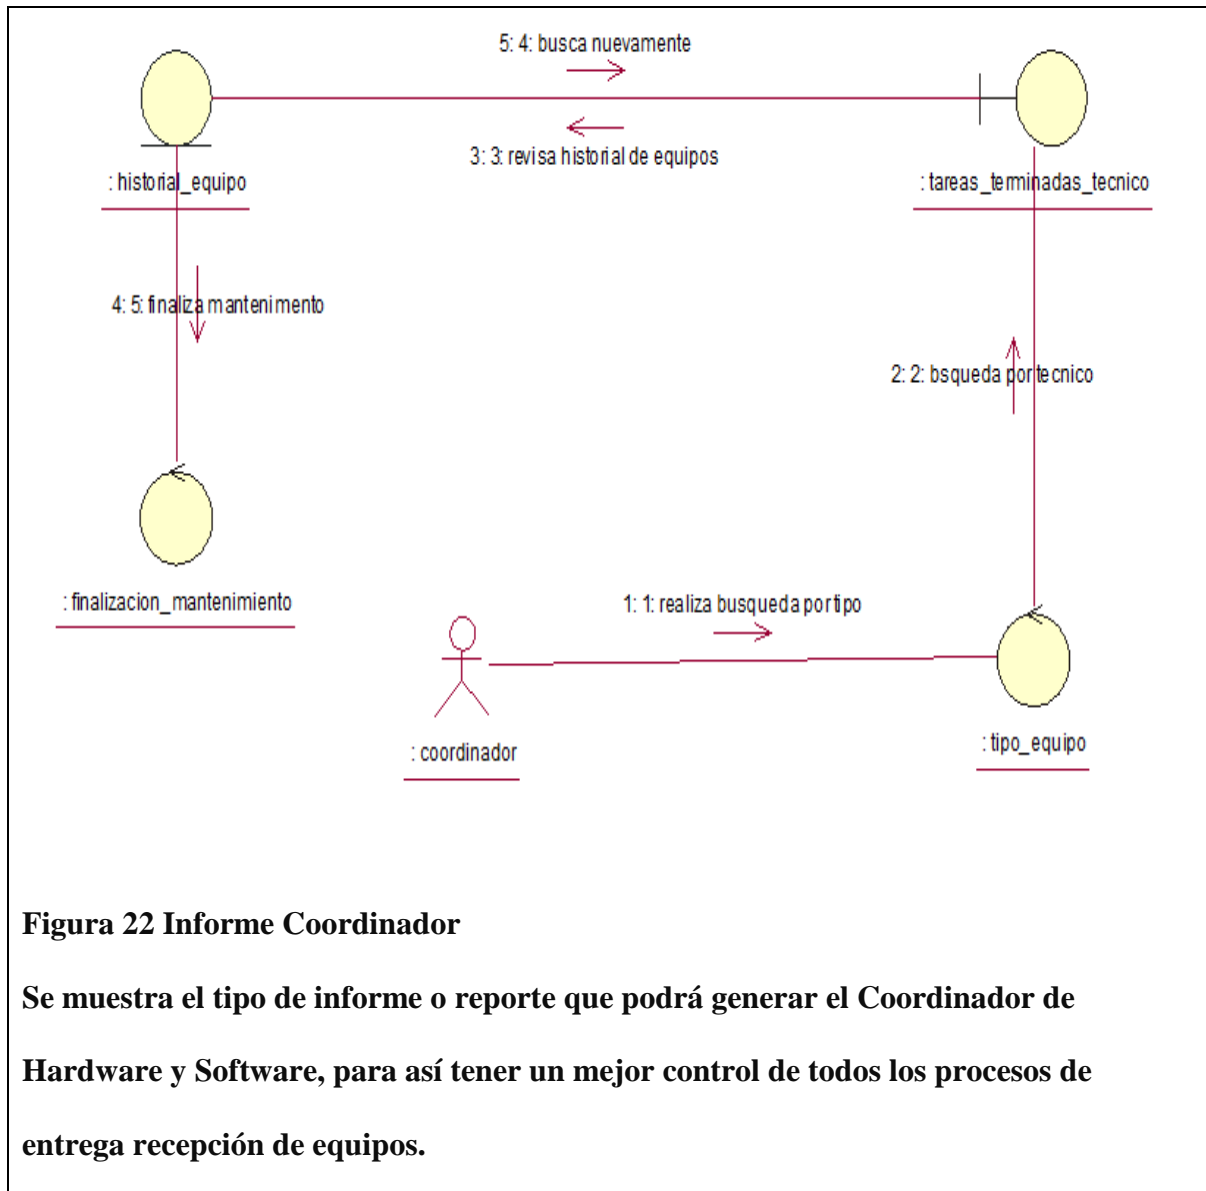 5: 4: busca nuevamente
3: 3: revisa historial de equipos
: historial_equipo
: tareas_terminadas_tecnico
4: 5: finaliza mantenimento
2: 2: bsqueda por tecnico
: finalizacion_mantenimiento
1: 1: realiza busqueda por tipo
: coordinador
: tipo_equipo
Figura 22 Informe Coordinador
Se muestra el tipo de informe o reporte que podrá generar el Coordinador de
Hardware y Software, para así tener un mejor control de todos los procesos de
entrega recepción de equipos.